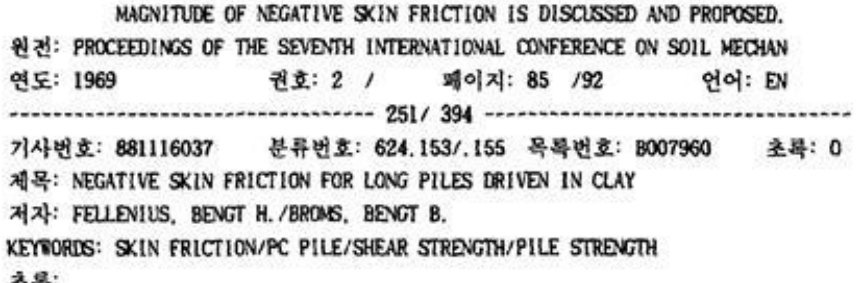 MAGNITUDE OF NEGATIVE SKIN FRICTION IS DISCUSSED AND PROPOSED.
원전: PROCEEDINGS OF THE SEVENTH INTERNATIONAL CONFERENCE ON SOIL MECHAN
연도: 1969 권호: 2 / 페이지: 85 /92 언어: EN
-------------------------------- 251/ 394 --------------------------------
기사번호: 881116037 분류번호: 624.153/.155 목록번호: B007960 초록: 0
제목: NEGATIVE SKIN FRICTION FOR LONG PILES DRIVEN IN CLAY
저자: FELLENIUS, BENGT H./BROMS, BENGT B.
KEYWORDS: SKIN FRICTION/PC PILE/SHEAR STRENGTH/PILE STRENGTH
초록: